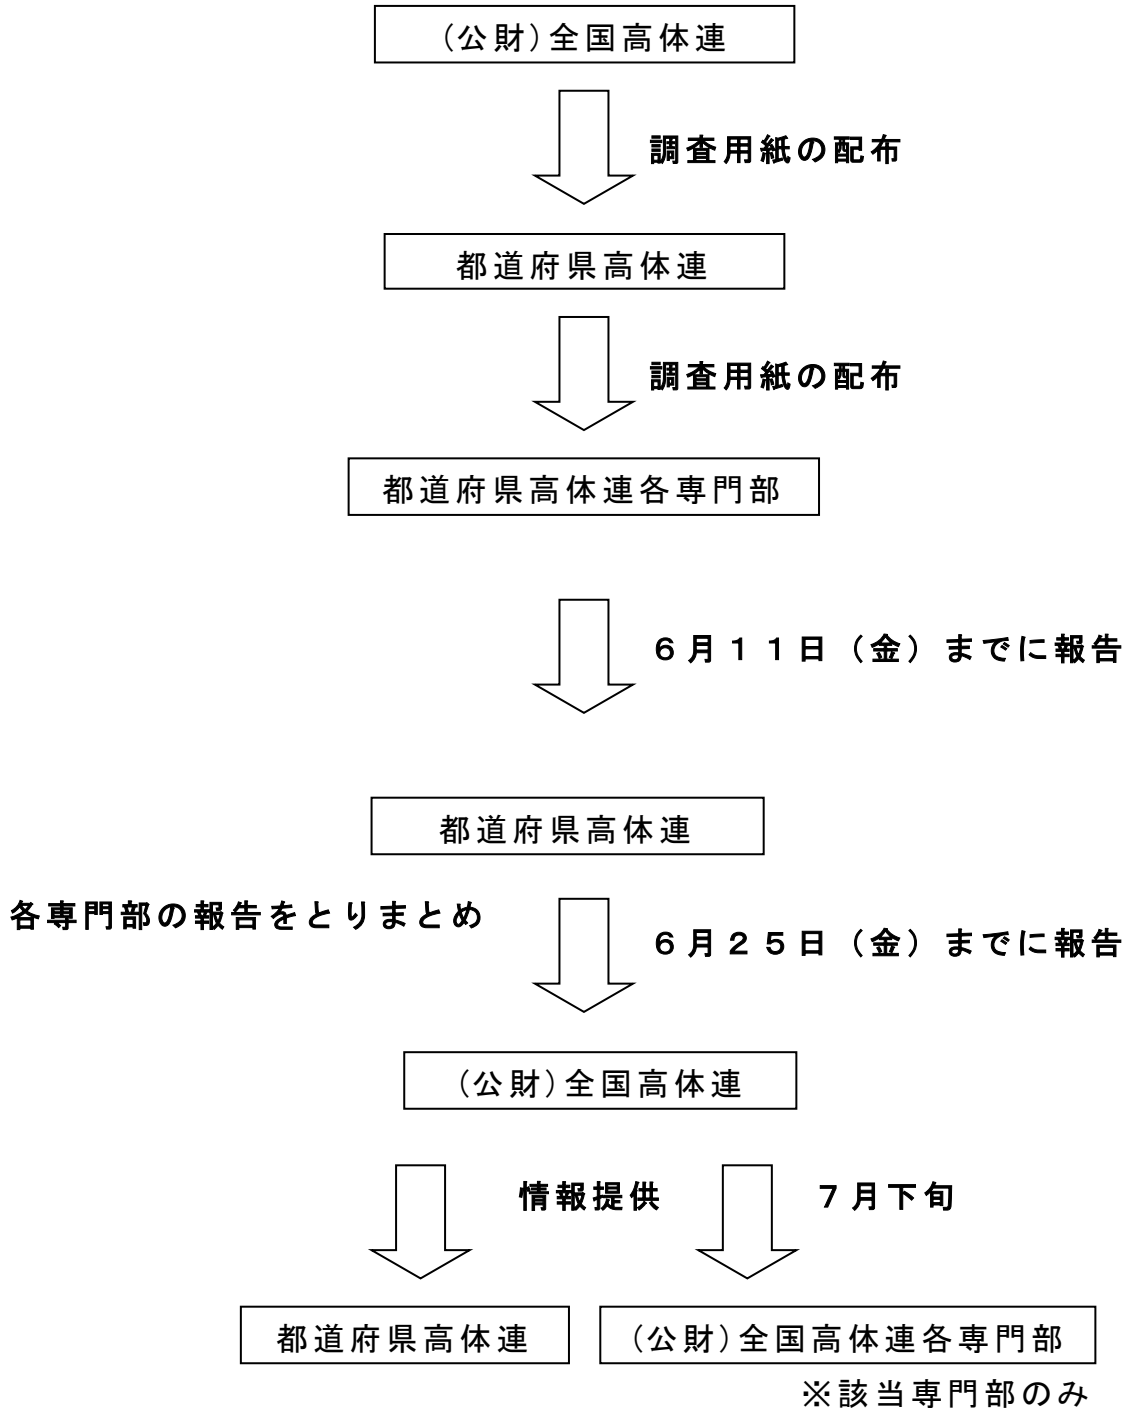 (公財)全国高体連
調査用紙の配布
都道府県高体連
調査用紙の配布
都道府県高体連各専門部
６月１１日（金）までに報告
都道府県高体連
各専門部の報告をとりまとめ
６月２５日（金）までに報告
(公財)全国高体連
情報提供
７月下旬
都道府県高体連
(公財)全国高体連各専門部
※該当専門部のみ